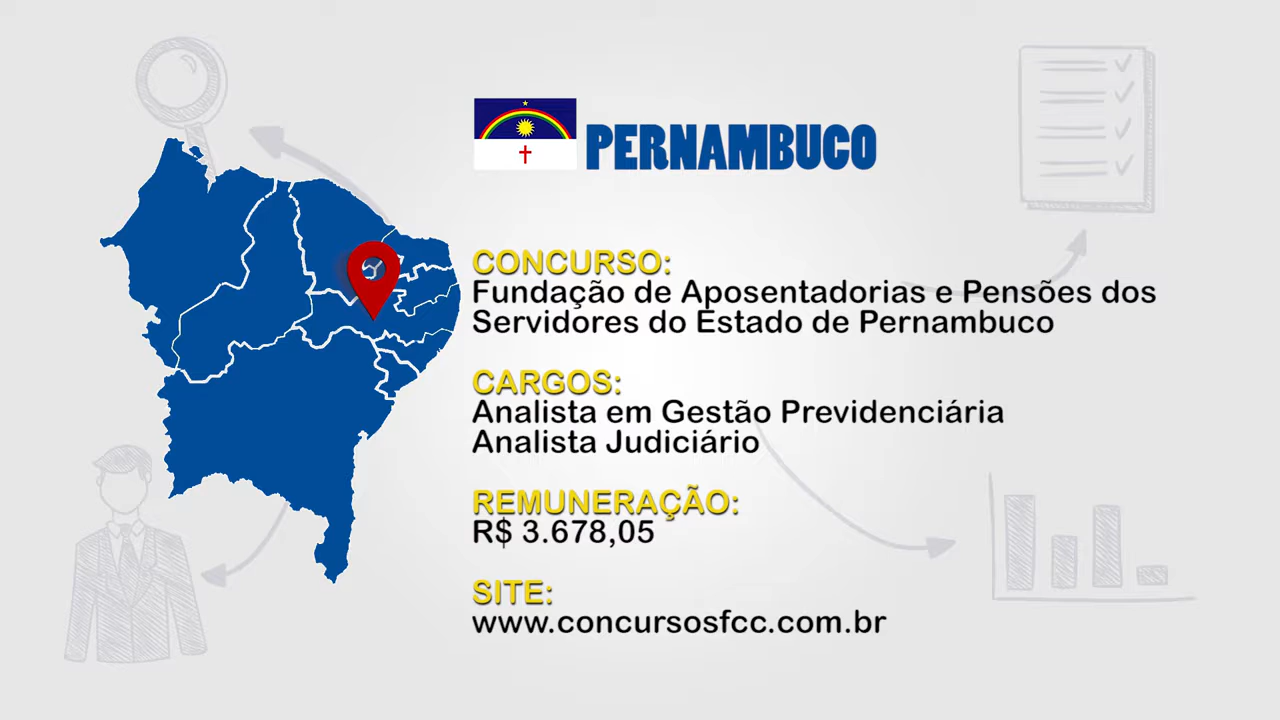 PERNAMBUCO
CONCURSO:
Fundação de Aposentadorias e Pensões dos
Servidores do Estado de Pernambuco
CARGOS:
Analista em Gestão Previdenciária
Analista Judiciário
REMUNERAÇÃO:
R$ 3.678,05
SITE:
www.concursosfcc.com.br